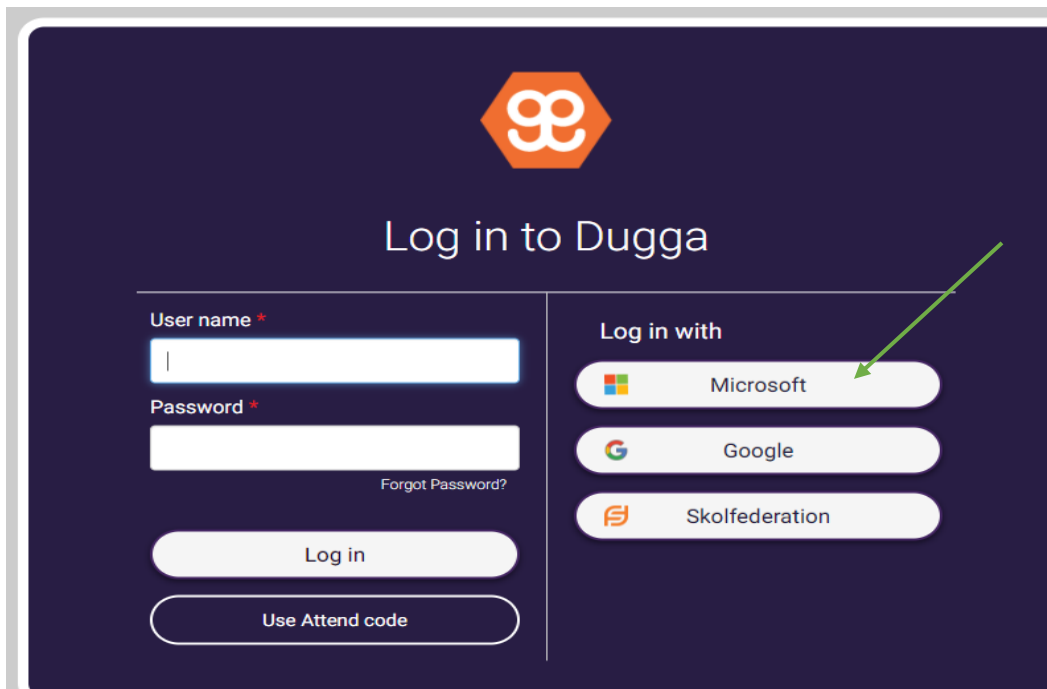 Log in to Dugga
User name *
Password *
Forgot Password?
Log in
Use Attend code
Log in with
Microsoft
Google
Skolfederation